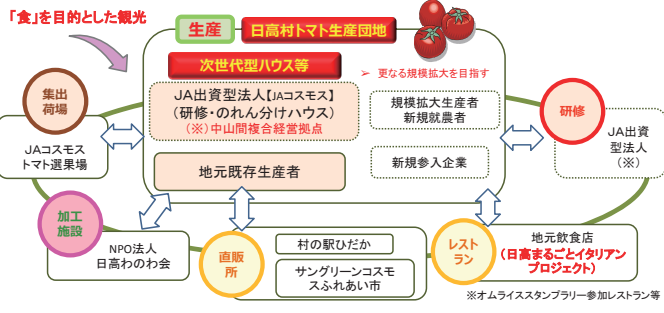 「食」を目的とした観光
生産
日高村トマト生産団地
次世代型ハウス等
➢ 更なる規模拡大を目指す
JA出資型法人【JAコスモス】
(研修・のれん分けハウス)
(※)中山間複合経営拠点
規模拡大生産者
新規就農者
地元既存生産者
新規参入企業
集出
荷場
JAコスモス
トマト選果場
研修
JA出資
型法人
(※)
加工
施設
NPO法人
日高わのわ会
直販
所
村の駅ひだか
サングリーンコスモ
スふれあい市
レスト
ラン
地元飲食店
(日高まるごとイタリアン
プロジェクト)
※オムライススタンプラリー参加レストラン等